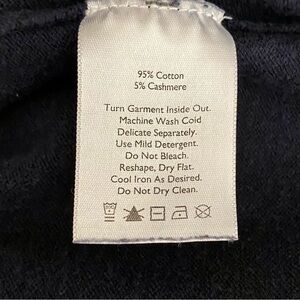 95% Cotton
5% Cashmere
Turn Garment Inside Out.
Machine Wash Cold
Delicate Separately.
Use Mild Detergent.
Do Not Bleach.
Reshape, Dry Flat.
Cool Iron As Desired.
Do Not Dry Clean.